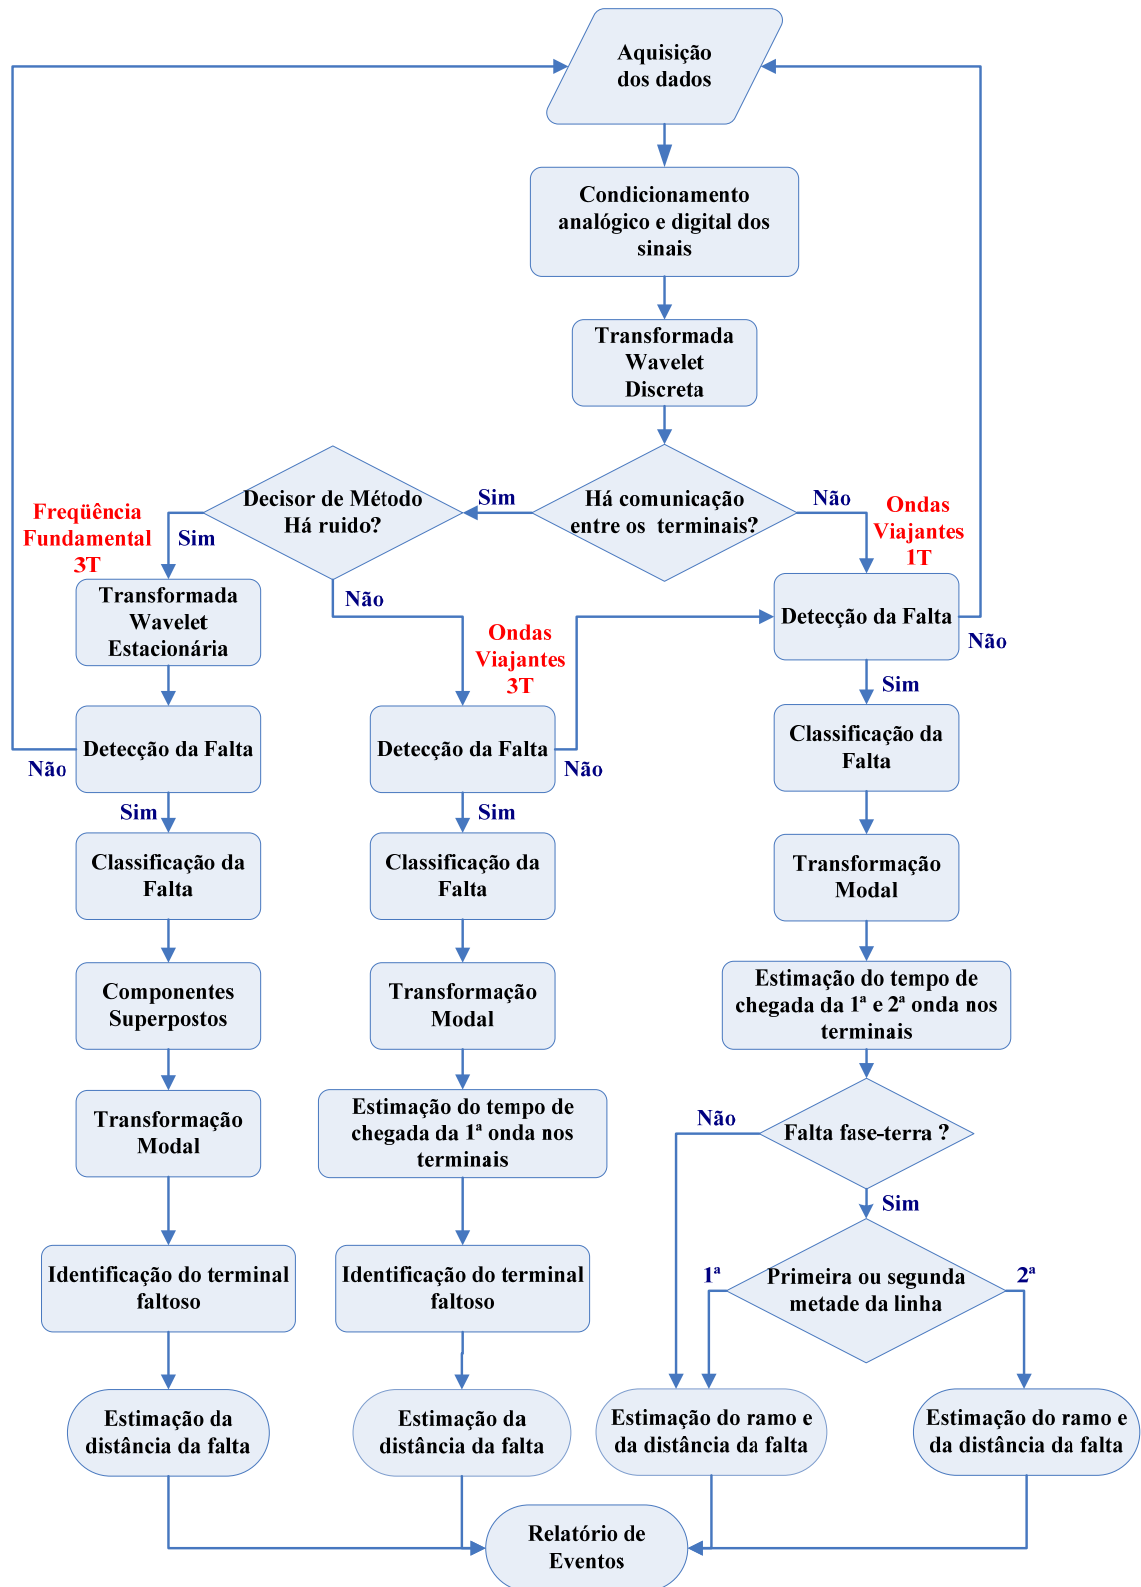 Aquisição
dos dados
Condicionamento
analógico e digital dos
sinais
Transformada
Wavelet
Discreta
Há comunicação
entre os terminais?
Sim
Não
Decisor de Método
Há ruido?
Sim
Não
Freqüência
Fundamental
3T
Ondas
Viajantes
1T
Transformada
Wavelet
Estacionária
Ondas
Viajantes
3T
Detecção da Falta
Não
Sim
Detecção da Falta
Não
Sim
Detecção da Falta
Não
Sim
Classificação da
Falta
Classificação da
Falta
Classificação da
Falta
Componentes
Superpostos
Transformação
Modal
Transformação
Modal
Transformação
Modal
Estimação do tempo de
chegada da 1ª onda nos
terminais
Estimação do tempo de
chegada da 1ª e 2ª onda nos
terminais
Não
Falta fase-terra ?
Sim
Identificação do terminal
faltoso
Identificação do terminal
faltoso
1ª
Primeira ou segunda
metade da linha
2ª
Estimação da
distância da falta
Estimação da
distância da falta
Estimação do ramo e
da distância da falta
Estimação do ramo e
da distância da falta
Relatório de
Eventos